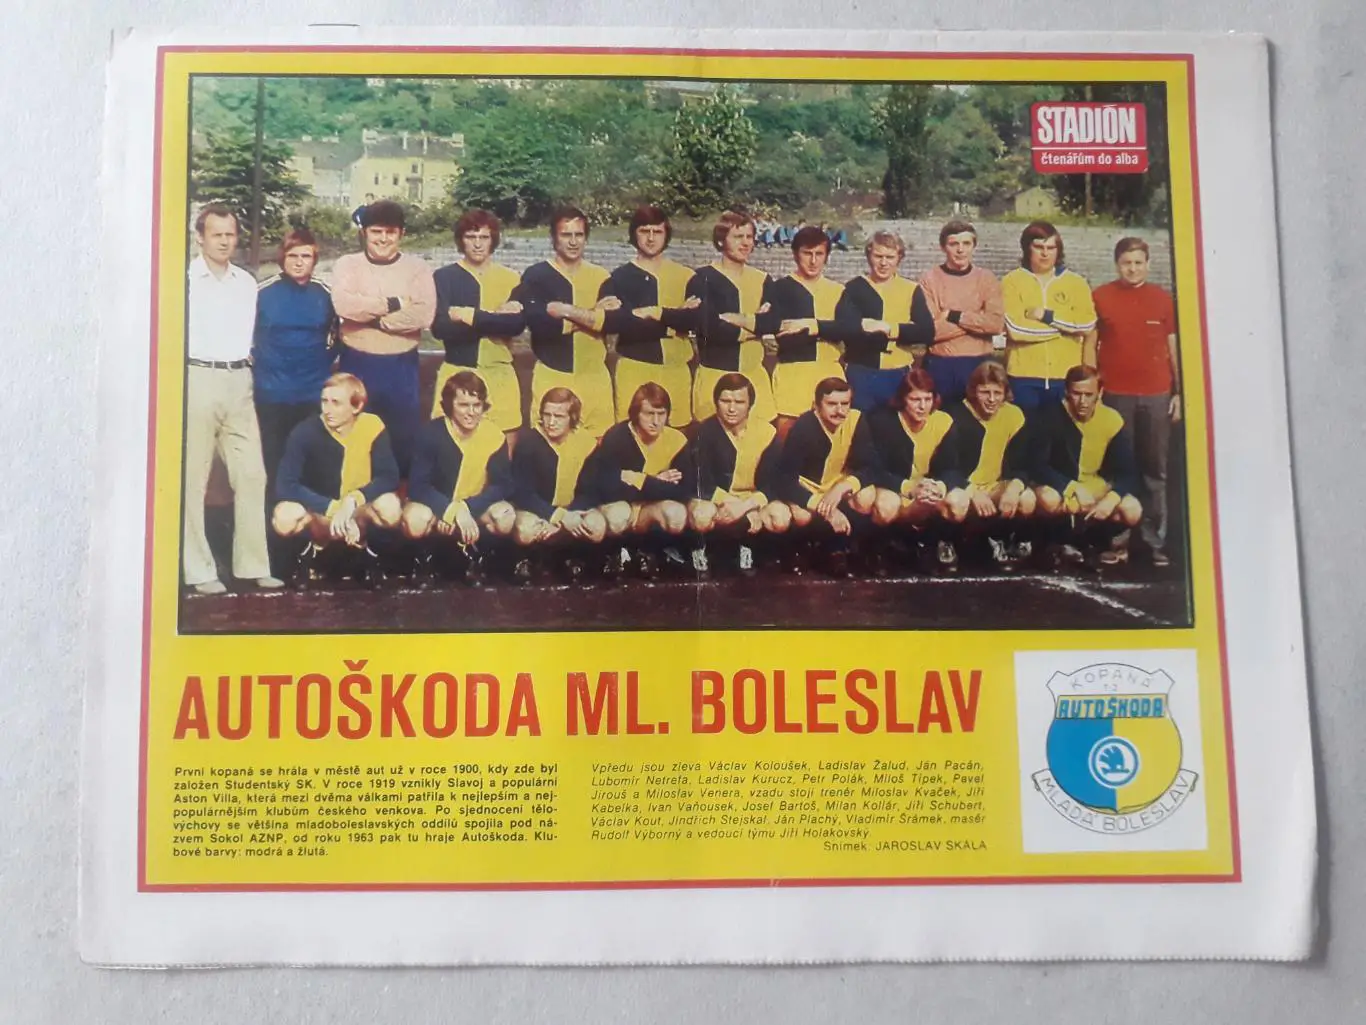 STADIÓN
čtenářům do alba
AUTOŠKODA ML. BOLESLAV
První kopaná se hrála v městě aut už v roce 1900, kdy zde byl
založen Studentský SK. V roce 1919 vznikly Slavoj a populární
Aston Villa, která mezi dvěma válkami patřila k nejlepším a nej-
populárnějším klubům českého venkova. Po sjednocení tělo-
výchovy se většina mladoboleslavských oddílů spojila pod ná-
zvem Sokol AZNP, od roku 1963 pak tu hraje Autoškoda. Klu-
bové barvy: modrá a žlutá.
Vpředu jsou zleva Václav Koloušek, Ladislav Žalud, Ján Pacán,
Lubomír Netrefa, Ladislav Kurucz, Petr Polák, Miloš Tipek, Pavel
Jirouš a Miloslav Venera, vzadu stojí trenér Miloslav Kvaček, Jiří
Kabelka, Ivan Vaňousek, Josef Bartoš, Milan Kollár, Jiří Schubert,
Václav Kout, Jindřich Stejskal, Ján Plachý, Vladimír Šrámek, masér
Rudolf Výborný a vedoucí týmu Jiří Holakovský.
Snímek: JAROSLAV SKÁLA
KOPANÁ
TJ
AUTOŠKODA
MLADÁ BOLESLAV